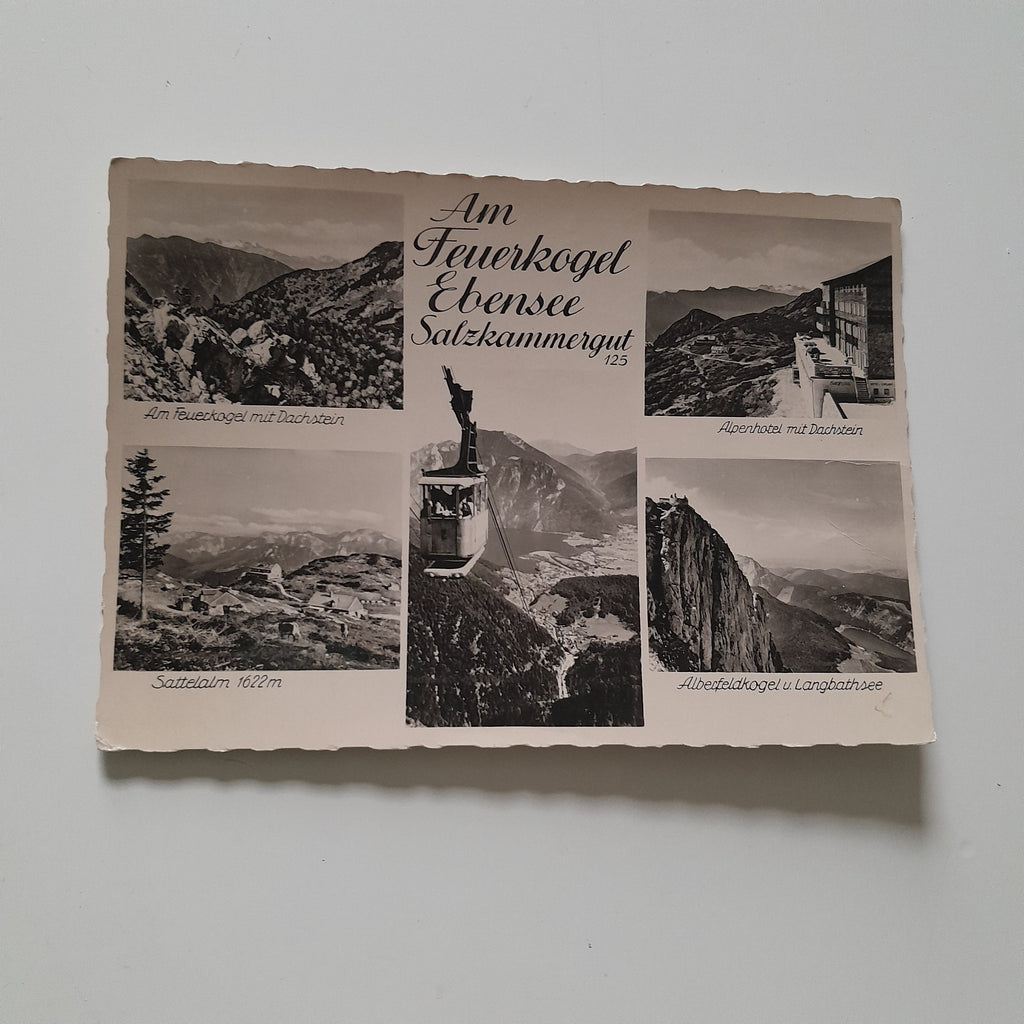 Am
Feuerkogel
Ebensee
Salzkammergut
125
Am Feuerkogel mit Dachstein
Alpenhotel mit Dachstein
Sattelalm 1622m
Alberfeldkogel u. Langbathsee